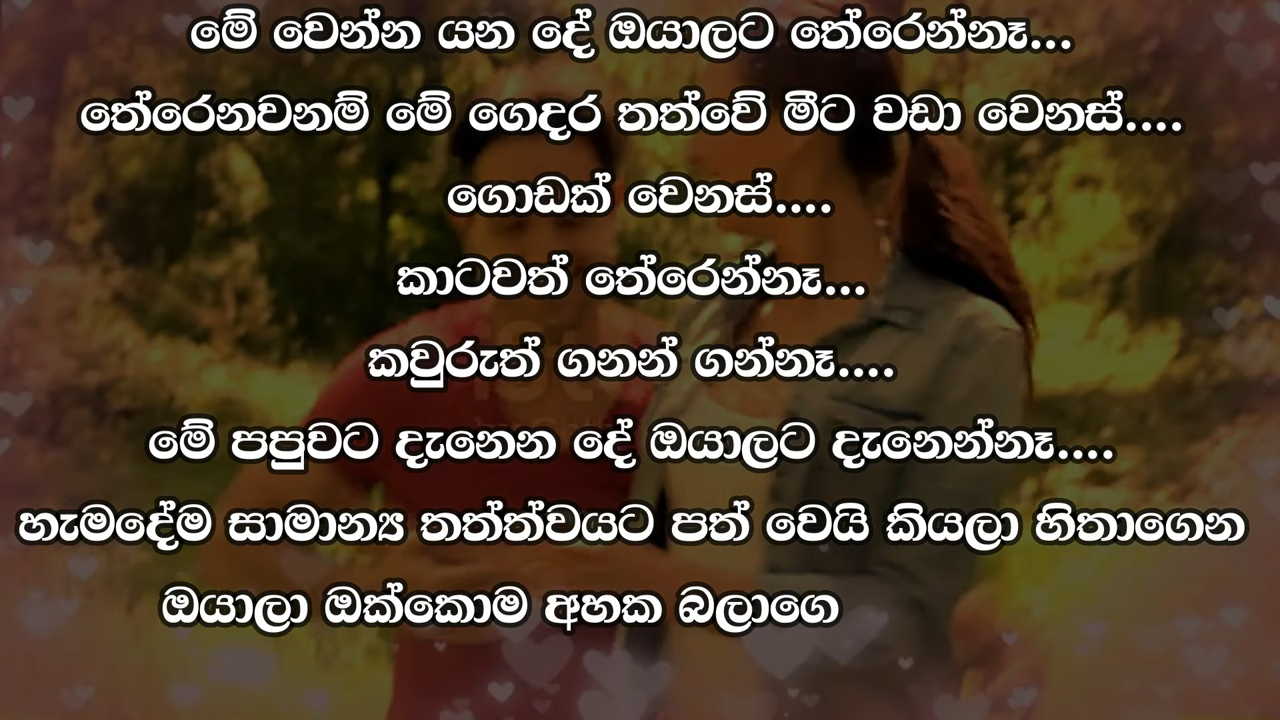 මේ වෙන්න යන දේ ඔයාලට තේරෙන්නෑ...
තේරෙනවනම් මේ ගෙදර තත්වේ මීට වඩා වෙනස්....
ගොඩක් වෙනස්....
කාටවත් තේරෙන්නෑ...
කවුරුත් ගනන් ගන්නෑ....
මේ පපුවට දැනෙන දේ ඔයාලට දැනෙන්නෑ....
හැමදේම සාමාන්‍ය තත්ත්වයට පත් වෙයි කියලා හිතාගෙන
ඔයාලා ඔක්කොම අහක බලාගෙ